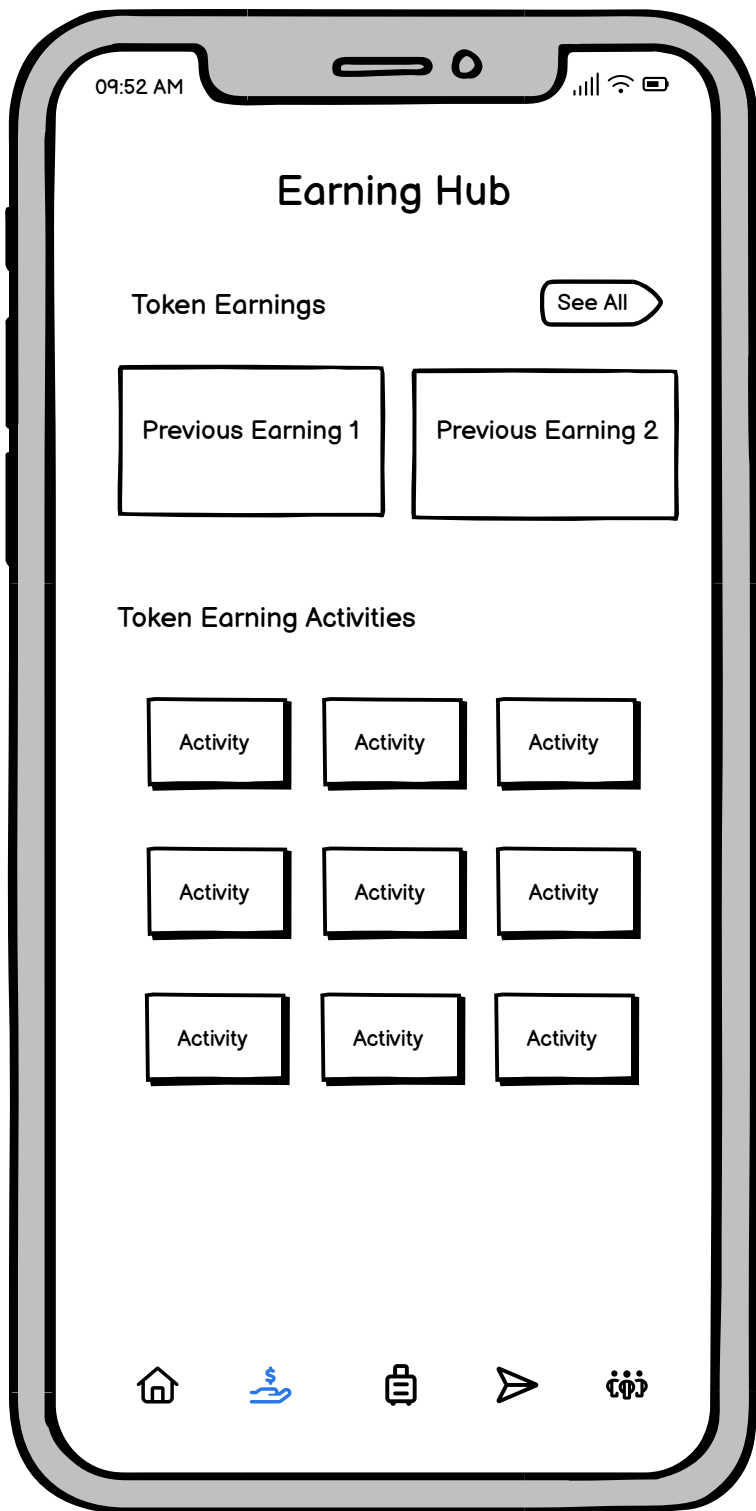 09:52 AM
Earning Hub
Token Earnings
See All
Previous Earning 1
Previous Earning 2
Token Earning Activities
Activity
Activity
Activity
Activity
Activity
Activity
Activity
Activity
Activity
$